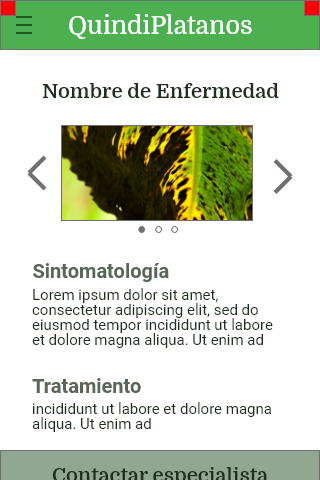 QuindiPlatanos
Nombre de Enfermedad
Sintomatología
Lorem ipsum dolor sit amet,
consectetur adipiscing elit, sed do
eiusmod tempor incididunt ut labore
et dolore magna aliqua. Ut enim ad
Tratamiento
incididunt ut labore et dolore magna
aliqua. Ut enim ad
Contactar especialista